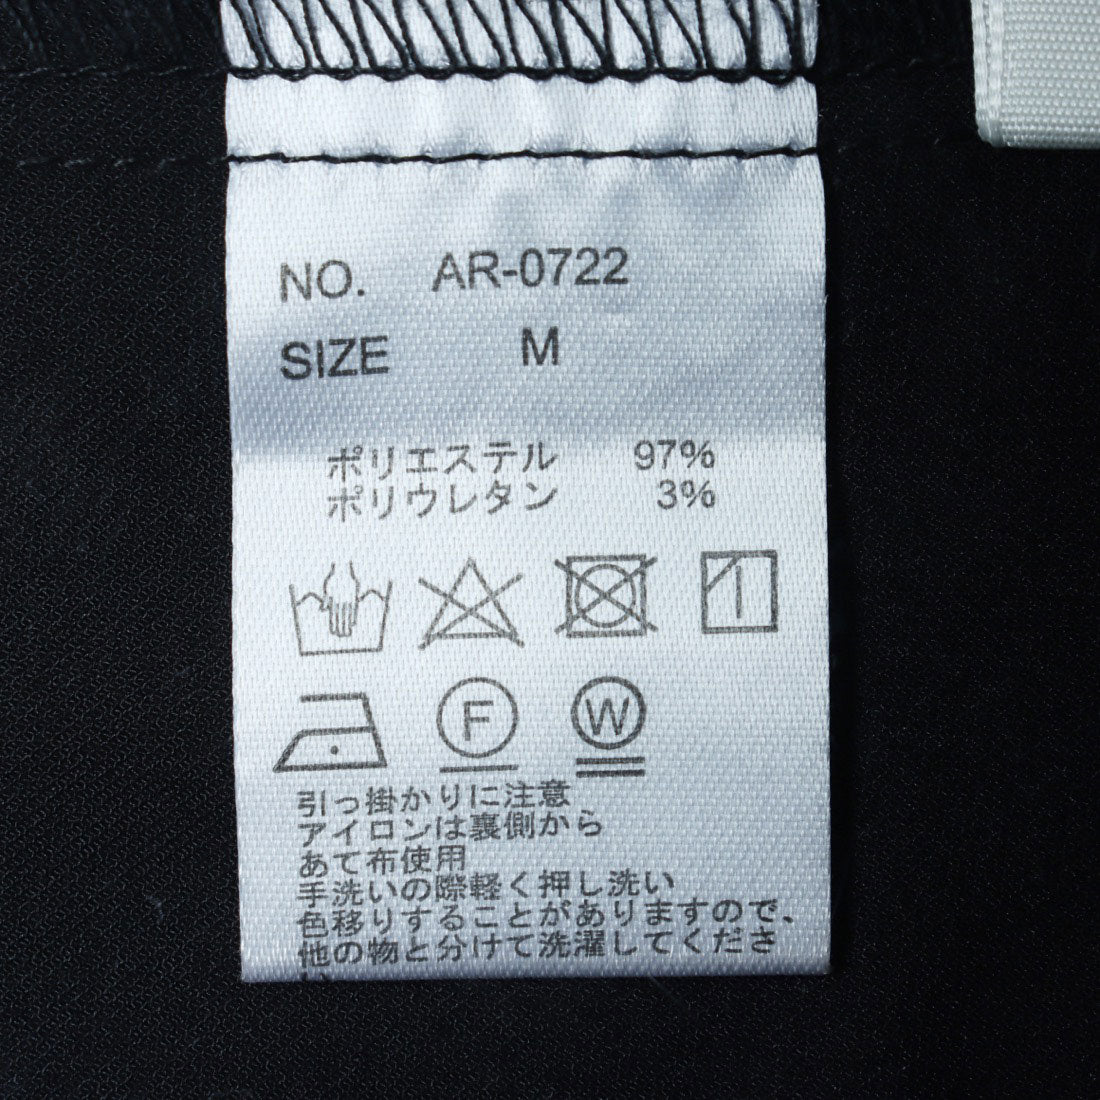 NO. AR-0722
SIZE M
ポリエステル 97%
ポリウレタン 3%
F W
引っ掛かりに注意
アイロンは裏側から
あて布使用
手洗いの際軽く押し洗い
色移りすることがありますので、
他の物と分けて洗濯してくださ
い